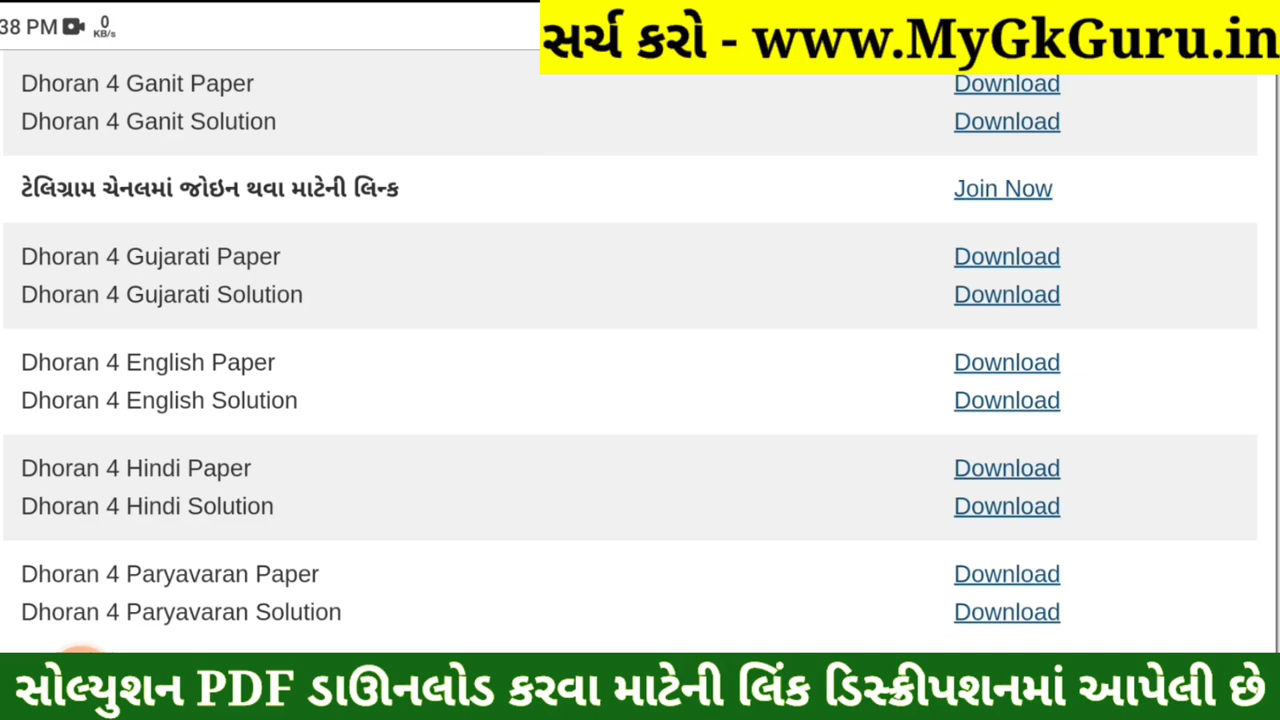 38 PM 0 KB/s
સર્ચ કરો - www.MyGkGuru.in
Dhoran 4 Ganit Paper Download
Dhoran 4 Ganit Solution Download
ટેલિગ્રામ ચેનલમાં જોઇન થવા માટેની લિન્ક Join Now
Dhoran 4 Gujarati Paper Download
Dhoran 4 Gujarati Solution Download
Dhoran 4 English Paper Download
Dhoran 4 English Solution Download
Dhoran 4 Hindi Paper Download
Dhoran 4 Hindi Solution Download
Dhoran 4 Paryavaran Paper Download
Dhoran 4 Paryavaran Solution Download
સોલ્યુશન PDF ડાઊનલોડ કરવા માટેની લિંક ડિસ્ક્રીપશનમાં આપેલી છે